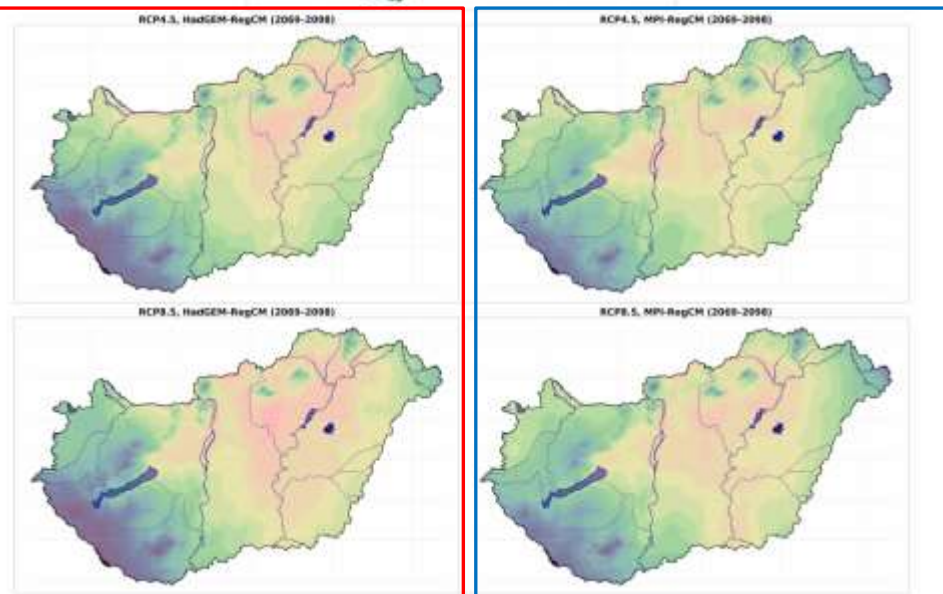 RCP4.5, HadGEM-RegCM (2069-2098)
RCP4.5, MPI-RegCM (2069-2098)
RCP8.5, HadGEM-RegCM (2069-2098)
RCP8.5, MPI-RegCM (2069-2098)